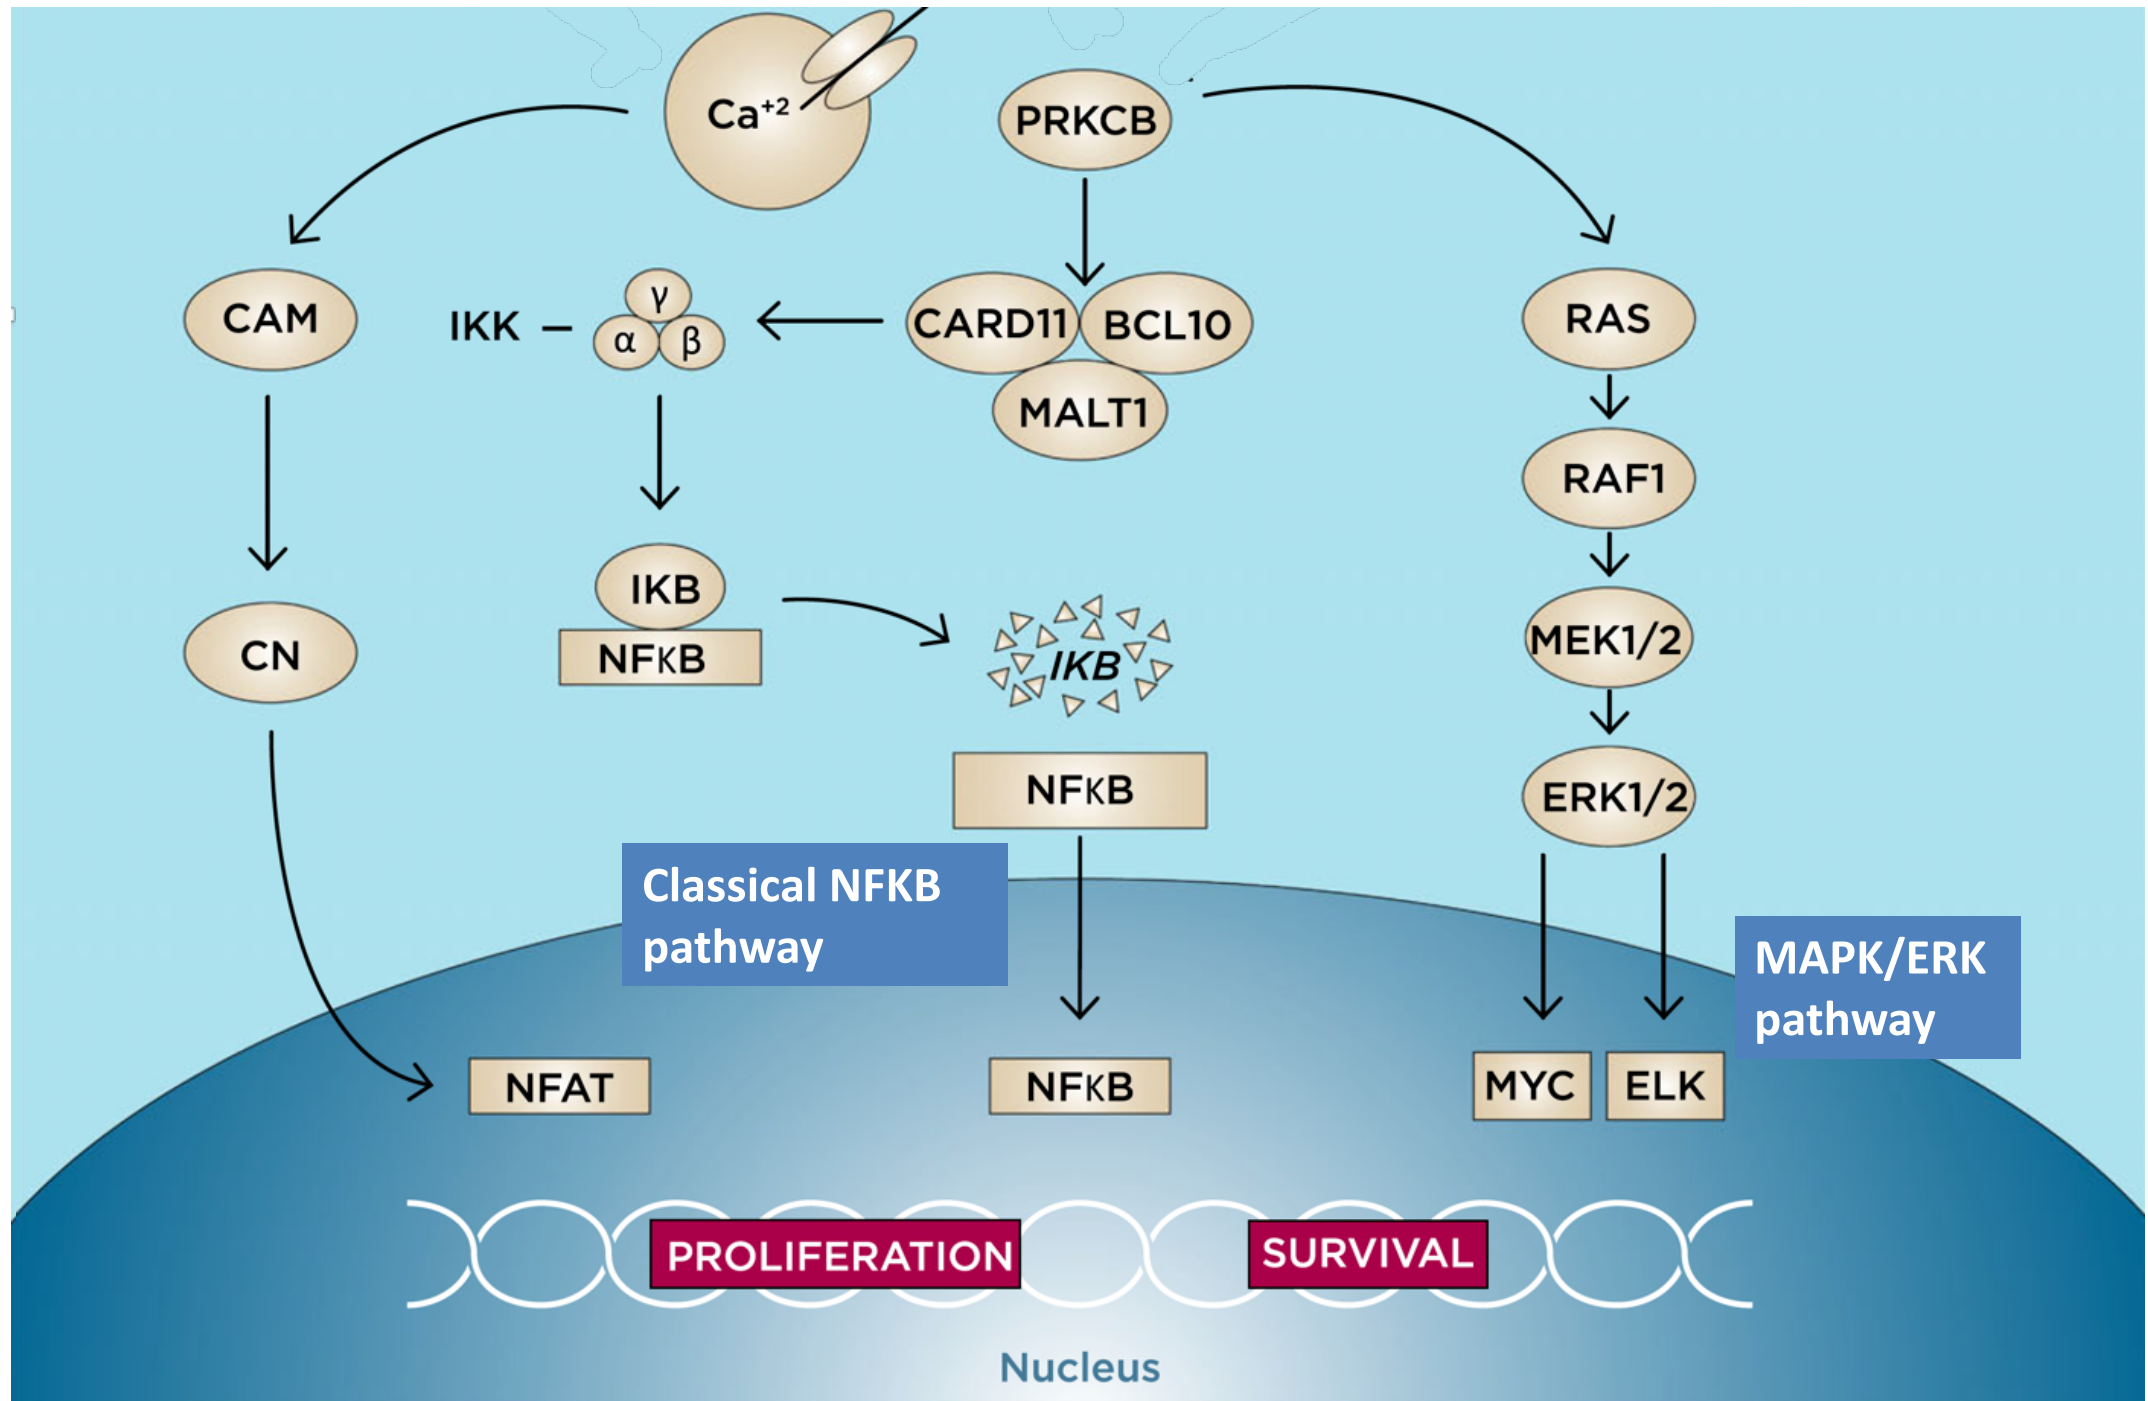 Ca+2
PRKCB
CAM
IKK –
γ
α
β
CARD11
BCL10
MALT1
RAS
RAF1
IKB
NFκB
IKB
MEK1/2
CN
NFκB
ERK1/2
Classical NFKB
pathway
MAPK/ERK
pathway
NFAT
NFκB
MYC
ELK
PROLIFERATION
SURVIVAL
Nucleus